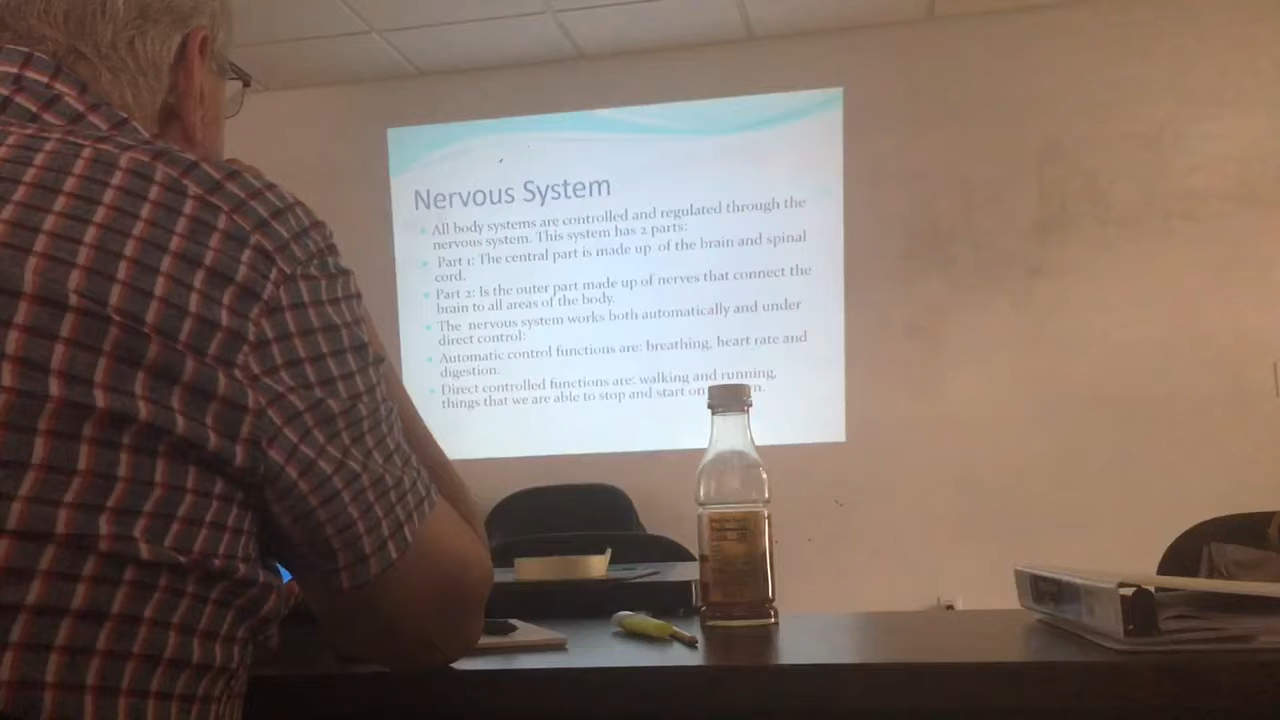 Nervous System
All body systems are controlled and regulated through the
nervous system. This system has 2 parts:
Part 1: The central part is made up of the brain and spinal
cord.
Part 2: Is the outer part made up of nerves that connect the
brain to all areas of the body.
The nervous system works both automatically and under
direct control:
Automatic control functions are: breathing, heart rate and
digestion.
Direct controlled functions are: walking and running,
things that we are able to stop and start on